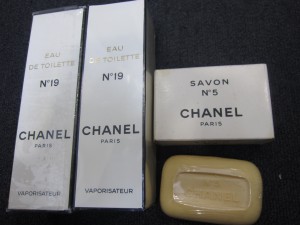 EAU
DE TOILETTE
N°19
CHANEL
PARIS
VAPORISATEUR
EAU
DE TOILETTE
N°19
CHANEL
PARIS
VAPORISATEUR
SAVON
N°5
CHANEL
PARIS